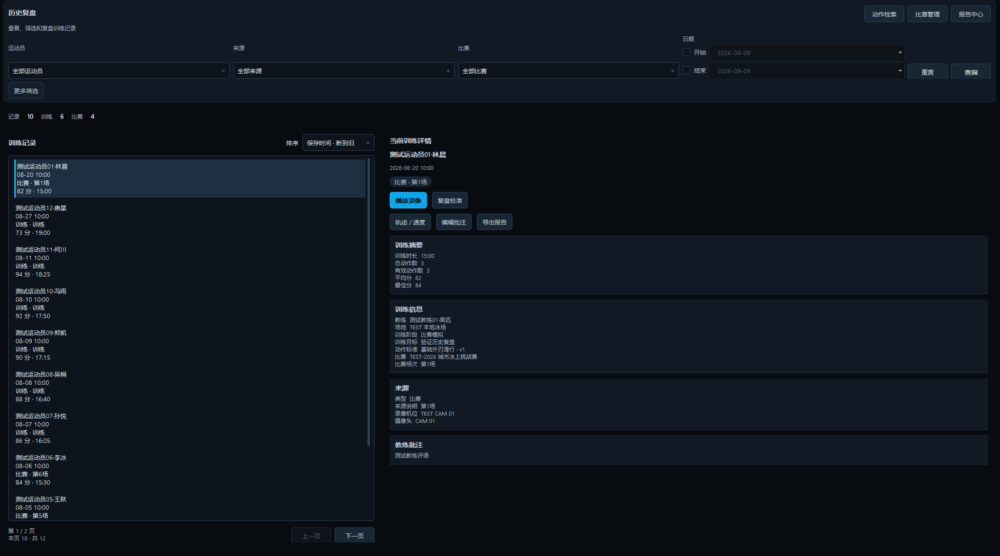 历史复盘
动作检索 比赛管理 报告中心
查看、筛选和复盘训练记录
日期
运动员 来源 比赛
开始 2026-08-09
全部运动员 全部来源 全部比赛 结束 2026-09-09 重置 查询
更多筛选
记录 10 训练 6 比赛 4
训练记录 排序 保存时间 · 新到旧
测试运动员01·林晨
08-20 10:00
比赛 · 第1场
82 分 · 15:00
测试运动员12·唐星
08-27 10:00
训练 · 训练
73 分 · 19:00
测试运动员11·何川
08-11 10:00
训练 · 训练
94 分 · 18:25
测试运动员10·冯雨
08-10 10:00
训练 · 训练
92 分 · 17:50
测试运动员09·郑凯
08-09 10:00
训练 · 训练
90 分 · 17:15
测试运动员08·吴桐
08-08 10:00
训练 · 训练
88 分 · 16:40
测试运动员07·孙悦
08-07 10:00
训练 · 训练
86 分 · 16:05
测试运动员06·李冰
08-06 10:00
比赛 · 第6场
84 分 · 15:30
测试运动员05·王跃
08-05 10:00
比赛 · 第5场
第 1 / 2 页
本页 10 · 共 12
上一页 下一页
当前训练详情
测试运动员01·林晨
2026-08-20 10:00
比赛 · 第1场
播放录像 复盘校准
轨迹 / 速度 编辑批注 导出报告
训练摘要
训练时长 15:00
总动作数 3
有效动作数 3
平均分 82
最佳分 84
训练信息
教练 测试教练01·高远
场地 TEST 本地冰场
训练阶段 比赛模拟
训练目标 验证历史复盘
动作标准 基础外刃滑行 · v1
比赛 TEST-2026 城市冰上挑战赛
比赛场次 第1场
来源
类型 比赛
来源说明 第1场
录像机位 TEST CAM 01
摄像头 CAM 01
教练批注
测试教练评语